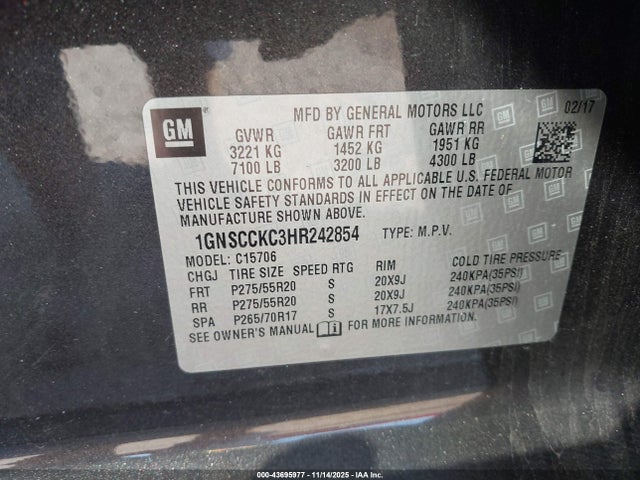 GM
MFD BY GENERAL MOTORS LLC
02/17
GVWR GAWR FRT GAWR RR
3221 KG 1452 KG 1951 KG
7100 LB 3200 LB 4300 LB
THIS VEHICLE CONFORMS TO ALL APPLICABLE U.S. FEDERAL MOTOR
VEHICLE SAFETY STANDARDS IN EFFECT ON THE DATE OF
MANUFACTURE SHOWN ABOVE.
1GNSCCKC3HR242854 TYPE: M.P.V.
MODEL: C15706
CHGJ TIRE SIZE SPEED RTG RIM COLD TIRE PRESSURE
FRT P275/55R20 S 20X9J 240KPA(35PSI)
RR P275/55R20 S 20X9J 240KPA(35PSI)
SPA P265/70R17 S 17X7.5J 240KPA(35PSI)
SEE OWNER'S MANUAL FOR MORE INFORMATION.
000-43695977 - 11/14/2025 - IAA Inc.